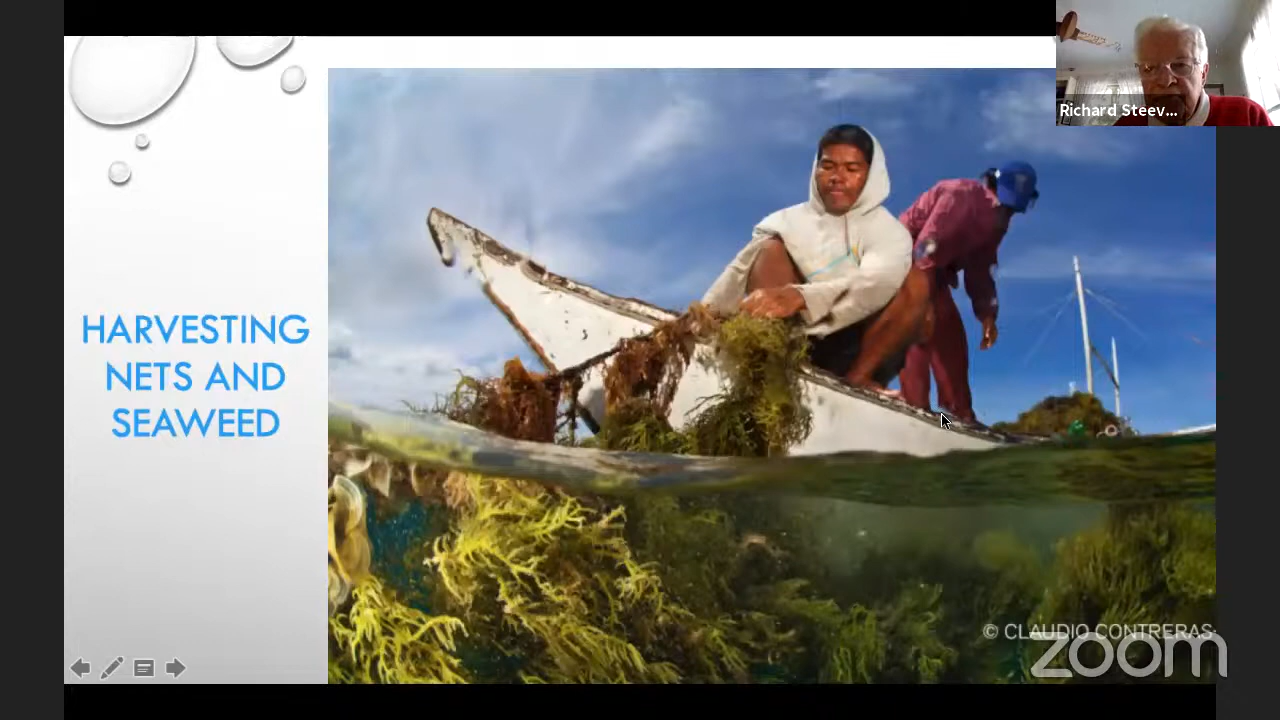 Richard Steev...
HARVESTING
NETS AND
SEAWEED
© CLAUDIO CONTRERAS
zoom